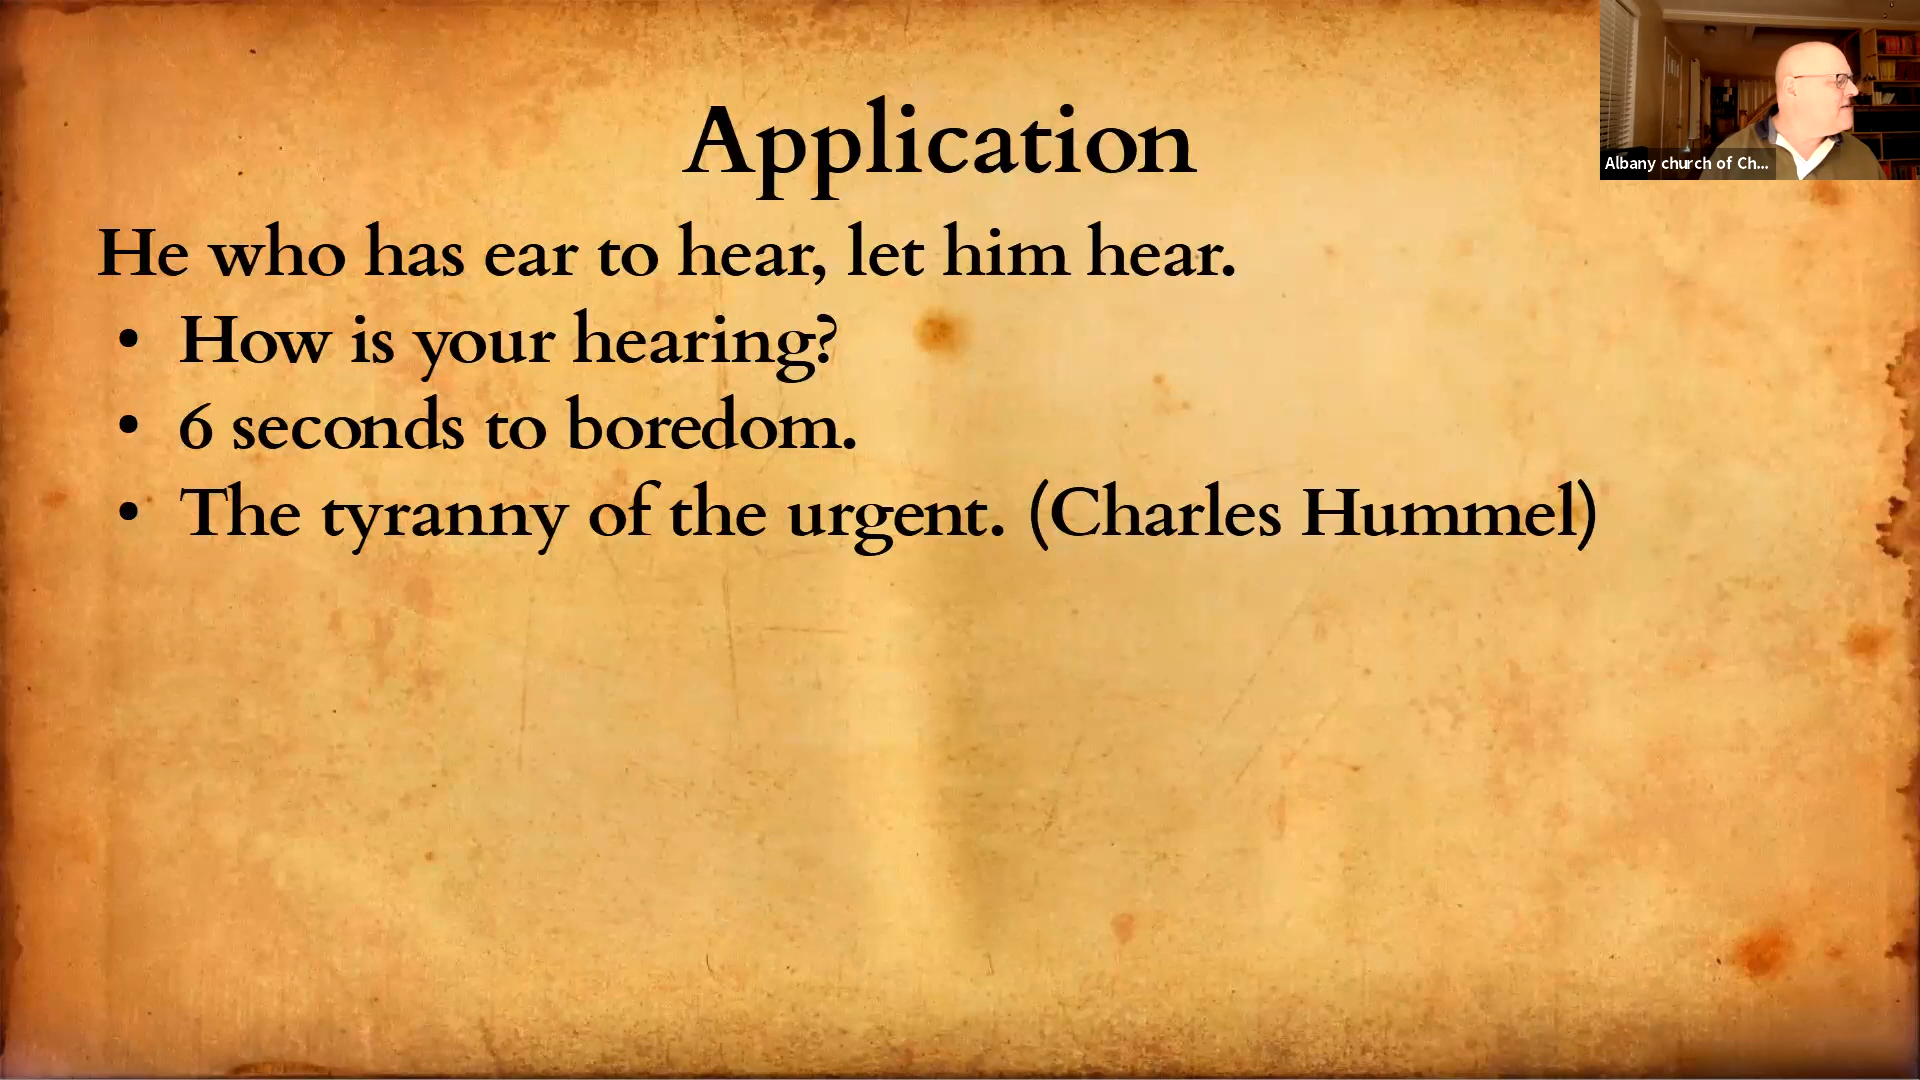 Application
He who has ear to hear, let him hear.
• How is your hearing?
• 6 seconds to boredom.
• The tyranny of the urgent. (Charles Hummel)
Albany church of Ch...